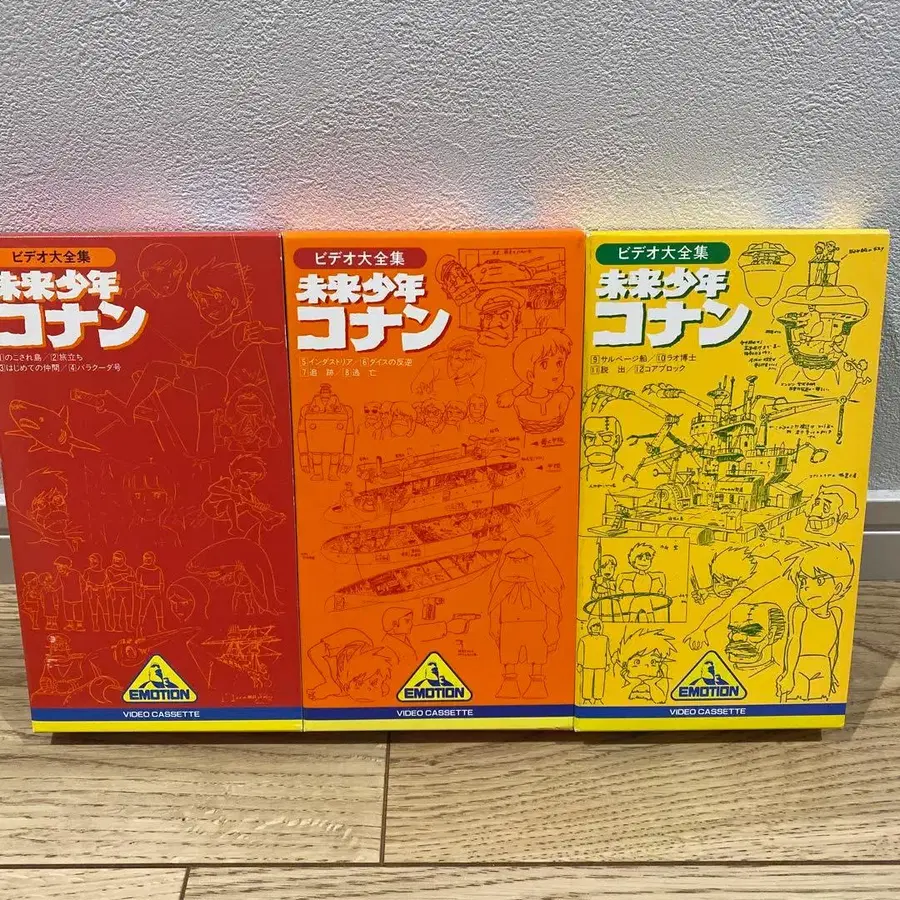 ビデオ大全集
未来少年
コナン
①のこされ島/②旅立ち
③はじめての仲間/④バラクーダ号
EMOTION
VIDEO CASSETTE
ビデオ大全集
未来少年
コナン
⑤インダストリア/⑥ダイスの反逆
⑦追 跡/⑧逃 亡
EMOTION
VIDEO CASSETTE
ビデオ大全集
未来少年
コナン
⑨サルベージ船/⑩ラオ博士
⑪脱 出/⑫コアブロック
EMOTION
VIDEO CASSETTE